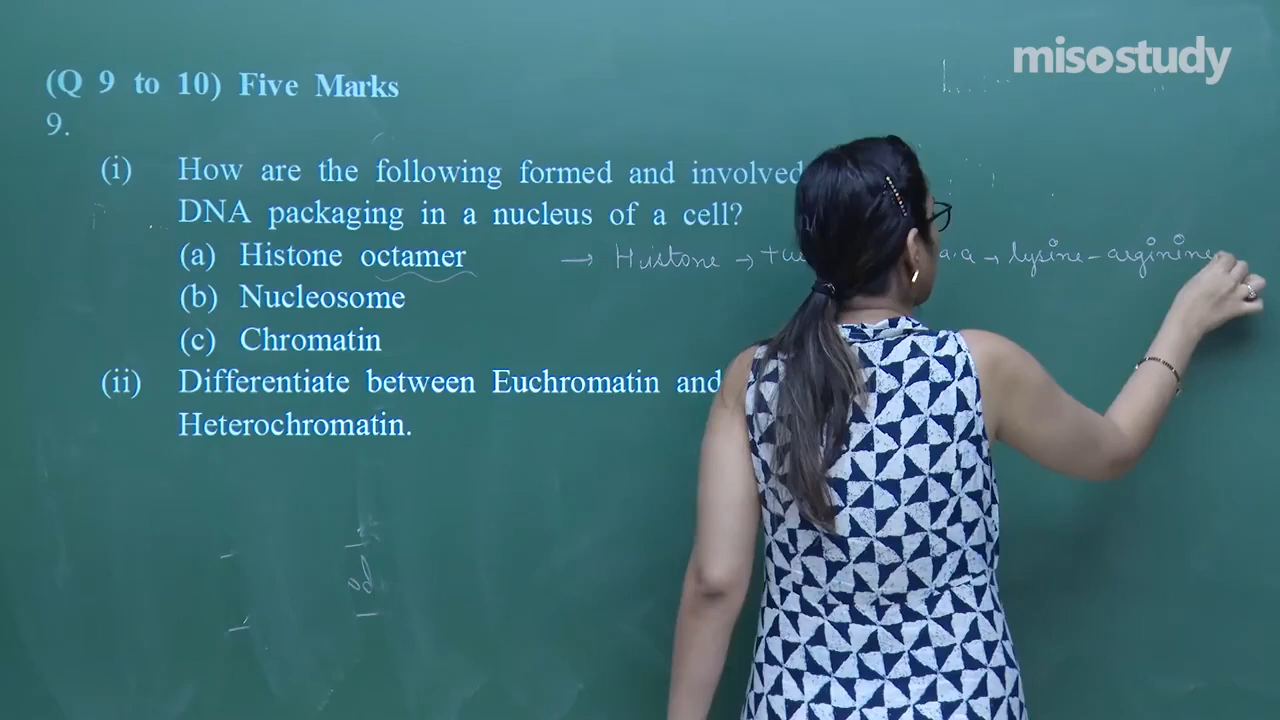 misostudy
(Q 9 to 10) Five Marks
9.
(i) How are the following formed and involved
DNA packaging in a nucleus of a cell?
(a) Histone octamer → Histone → a.a → lysine - arginine
(b) Nucleosome
(c) Chromatin
(ii) Differentiate between Euchromatin and
Heterochromatin.